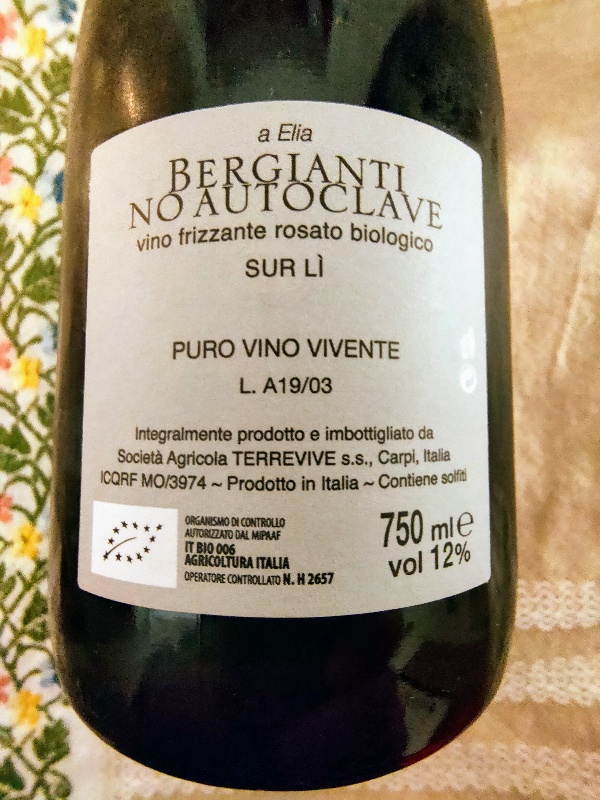 a Elia
BERGIANTI
NO AUTOCLAVE
vino frizzante rosato biologico
SUR LÌ
PURO VINO VIVENTE
L. A19/03
Integralmente prodotto e imbottigliato da
Società Agricola TERREVIVE s.s., Carpi, Italia
ICQRF MO/3974 ~ Prodotto in Italia ~ Contiene solfiti
ORGANISMO DI CONTROLLO
AUTORIZZATO DAL MIPAAF
IT BIO 006
AGRICOLTURA ITALIA
OPERATORE CONTROLLATO N. H 2657
750 ml e
vol 12%